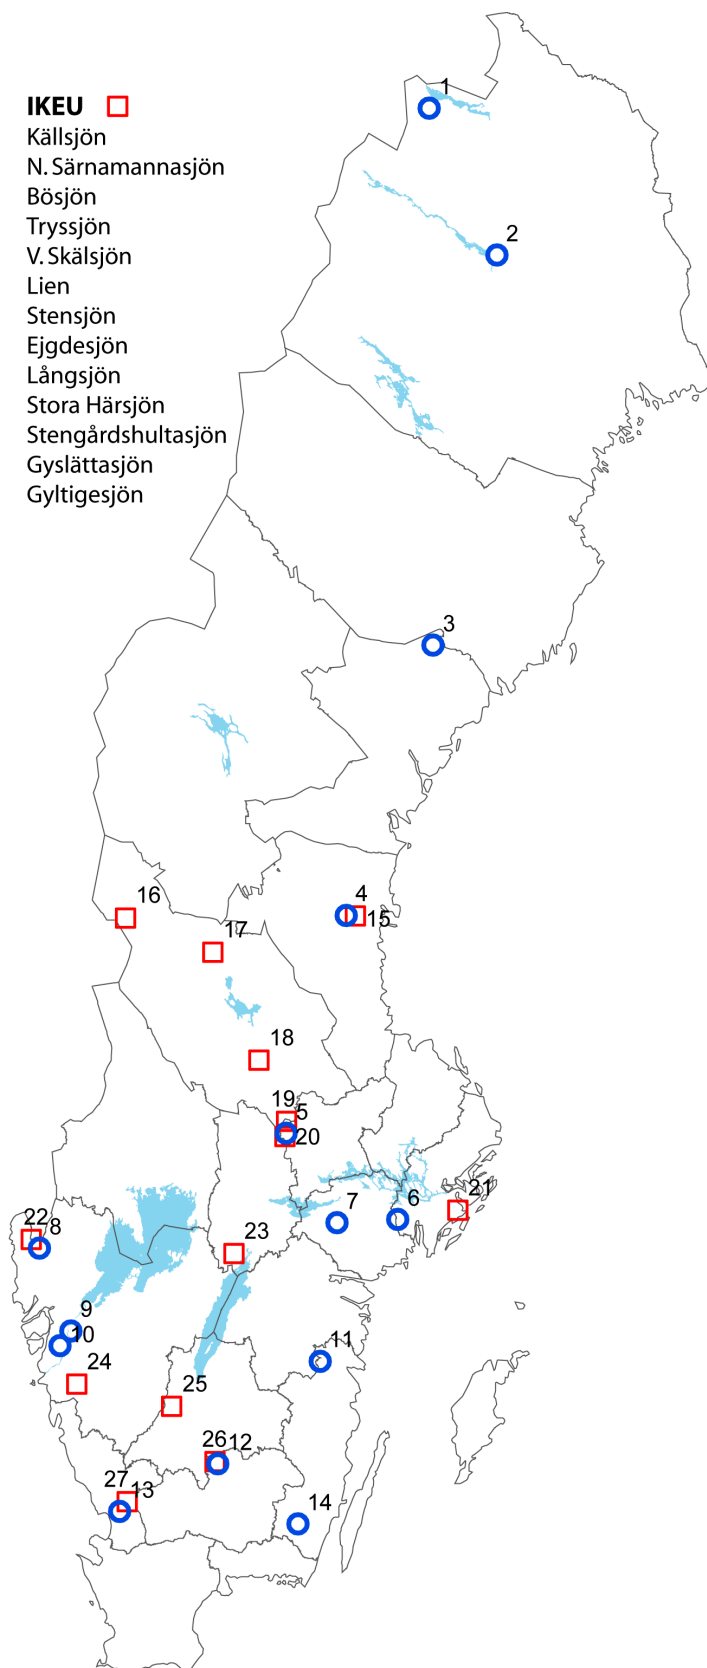 IKEU
Källsjön
N. Särnamannasjön
Bösjön
Tryssjön
V. Skälsjön
Lien
Stensjön
Ejgdesjön
Långsjön
Stora Härsjön
Stengårdshultasjön
Gyslättasjön
Gyltigesjön
1
2
3
4
15
16
17
18
19
5
20
21
6
7
22
8
23
9
10
11
24
25
26
12
27
13
14